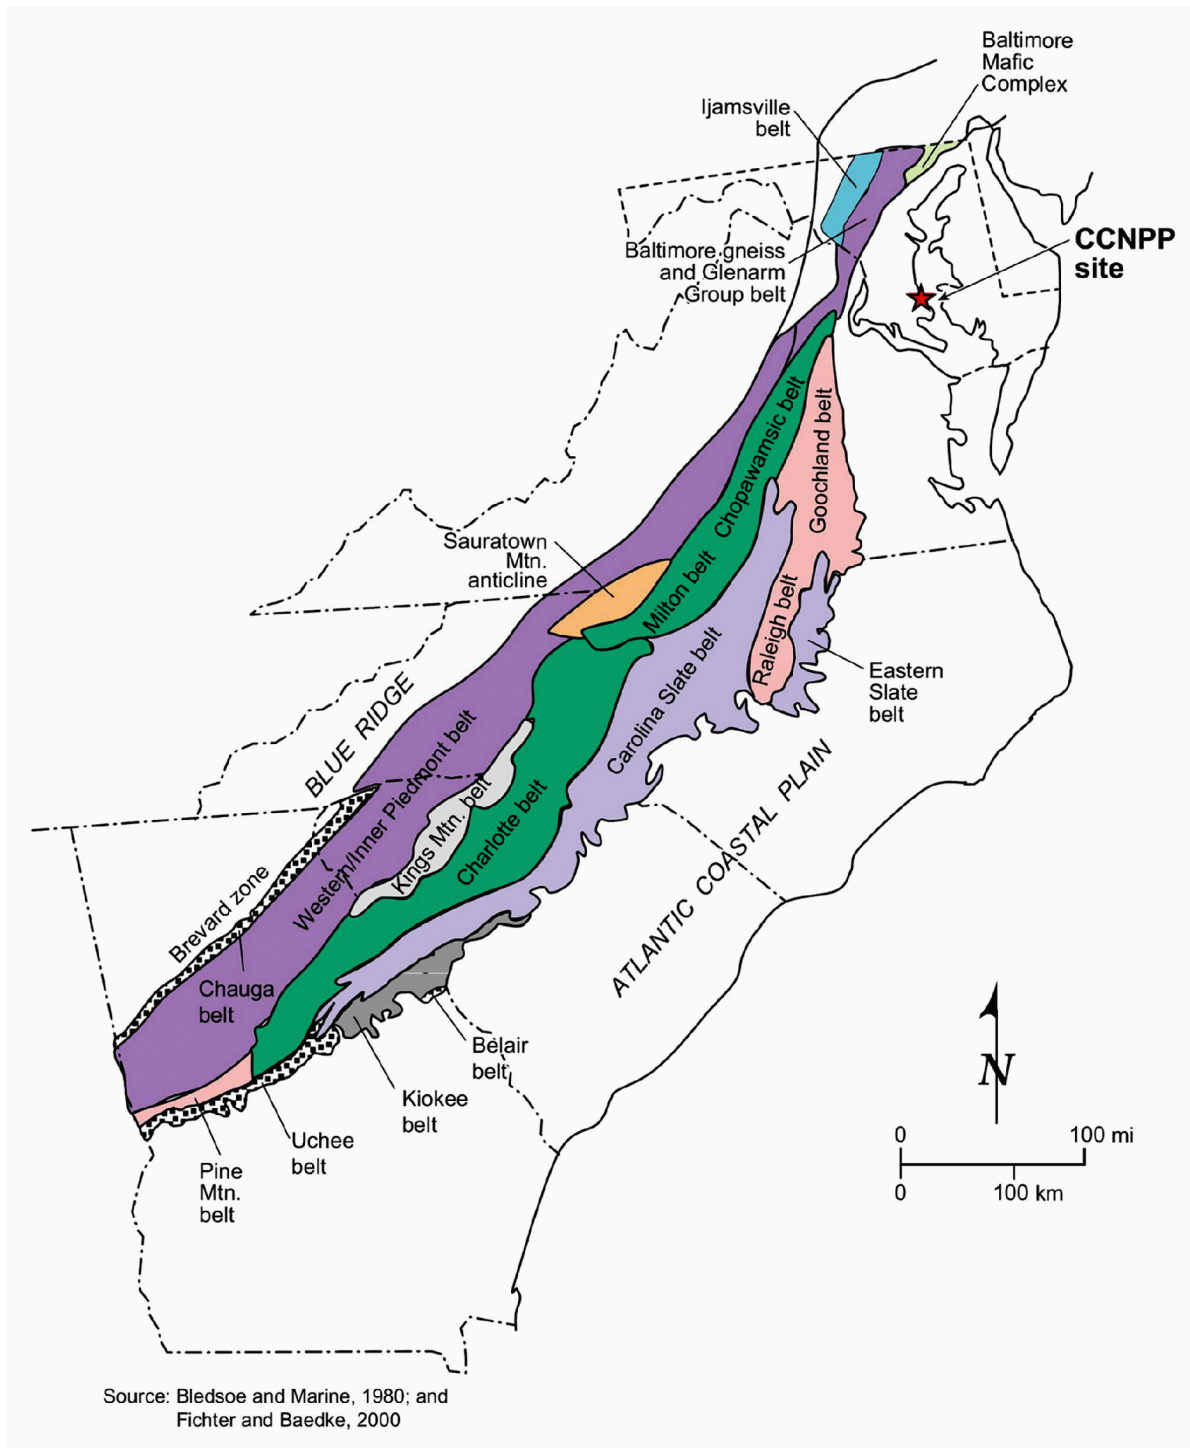 Baltimore
Mafic
Complex
Ijamsville
belt
Baltimore gneiss
and Glenarm
Group belt
CCNPP
site
Chopawamsic belt
Goochland belt
Sauratown
Mtn.
anticline
Milton belt
Raleigh belt
Eastern
Slate
belt
Carolina Slate belt
BLUE RIDGE
Western/Inner Piedmont belt
Kings Mtn. belt
Charlotte belt
ATLANTIC COASTAL PLAIN
Brevard zone
Chauga
belt
Belair
belt
Kiokee
belt
Uchee
belt
Pine
Mtn.
belt
N
0 100 mi
0 100 km
Source: Bledsoe and Marine, 1980; and
Fichter and Baedke, 2000